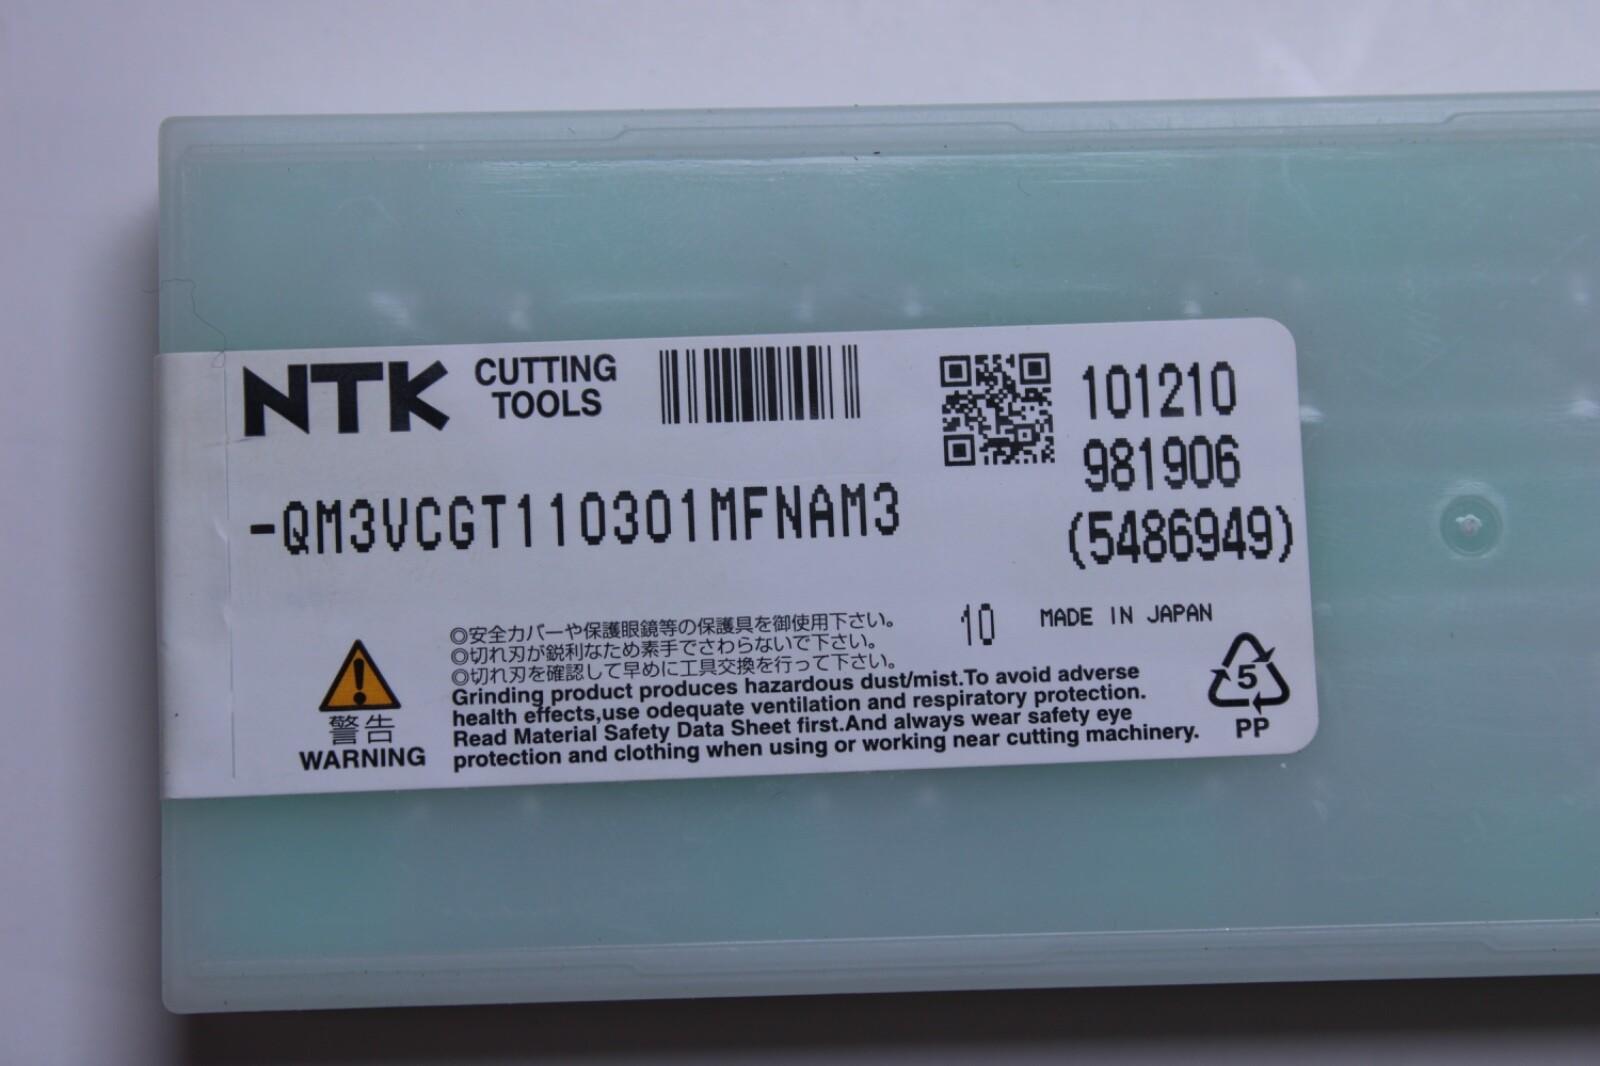 NTK CUTTING TOOLS
101210
981906
(5486949)
-QM3VCGT110301MFNAM3
10 MADE IN JAPAN
◎安全カバーや保護眼鏡等の保護具を御使用下さい。
◎切れ刃が鋭利なため素手でさわらないで下さい。
◎切れ刃を確認して早めに工具交換を行って下さい。
Grinding product produces hazardous dust/mist.To avoid adverse
health effects,use odequate ventilation and respiratory protection.
Read Material Safety Data Sheet first.And always wear safety eye
protection and clothing when using or working near cutting machinery.
警告
WARNING
5
PP